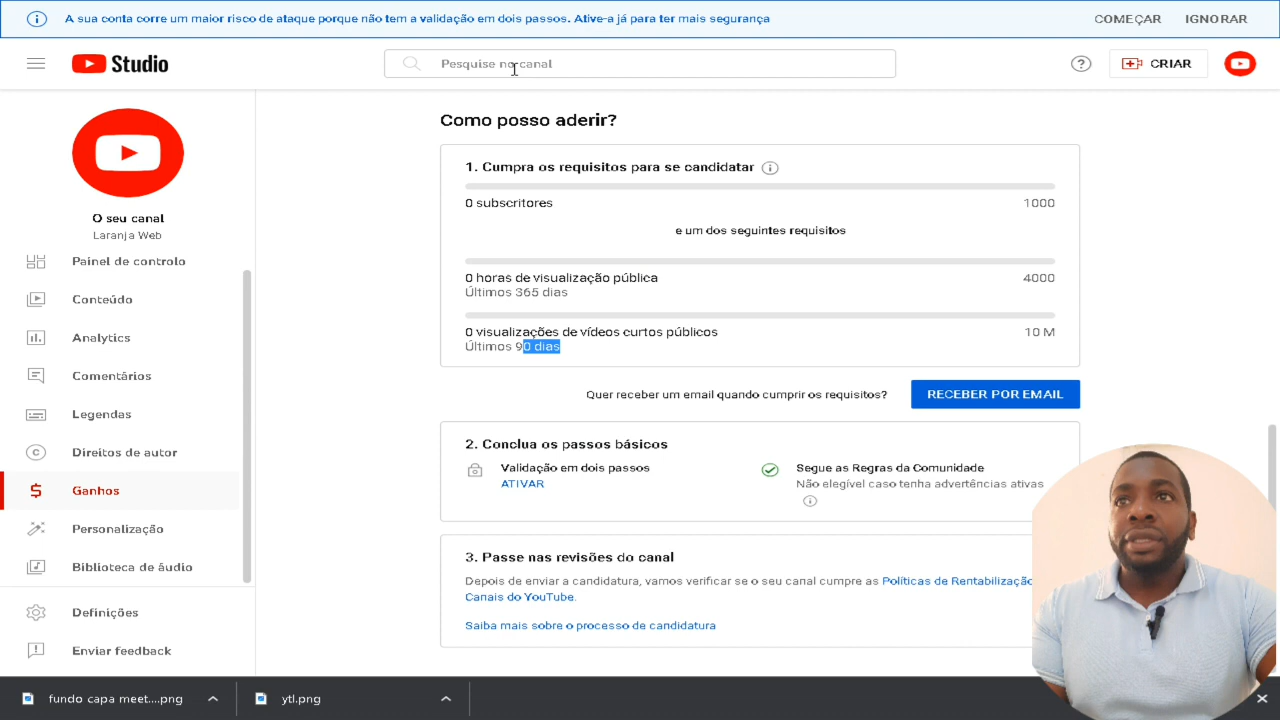 A sua conta corre um maior risco de ataque porque não tem a validação em dois passos. Ative-a já para ter mais segurança
COMEÇAR
IGNORAR
Studio
Pesquise no canal
CRIAR
O seu canal
Laranja Web
Painel de controlo
Conteúdo
Analytics
Comentários
Legendas
Direitos de autor
Ganhos
Personalização
Biblioteca de áudio
Definições
Enviar feedback
Como posso aderir?
1. Cumpra os requisitos para se candidatar
0 subscritores
1000
e um dos seguintes requisitos
0 horas de visualização pública
4000
Últimos 365 dias
0 visualizações de vídeos curtos públicos
10 M
Últimos 90 dias
Quer receber um email quando cumprir os requisitos?
RECEBER POR EMAIL
2. Conclua os passos básicos
Validação em dois passos
ATIVAR
Segue as Regras da Comunidade
Não elegível caso tenha advertências ativas
3. Passe nas revisões do canal
Depois de enviar a candidatura, vamos verificar se o seu canal cumpre as Políticas de Rentabilização
Canais do YouTube.
Saiba mais sobre o processo de candidatura
fundo capa meet....png
ytl.png